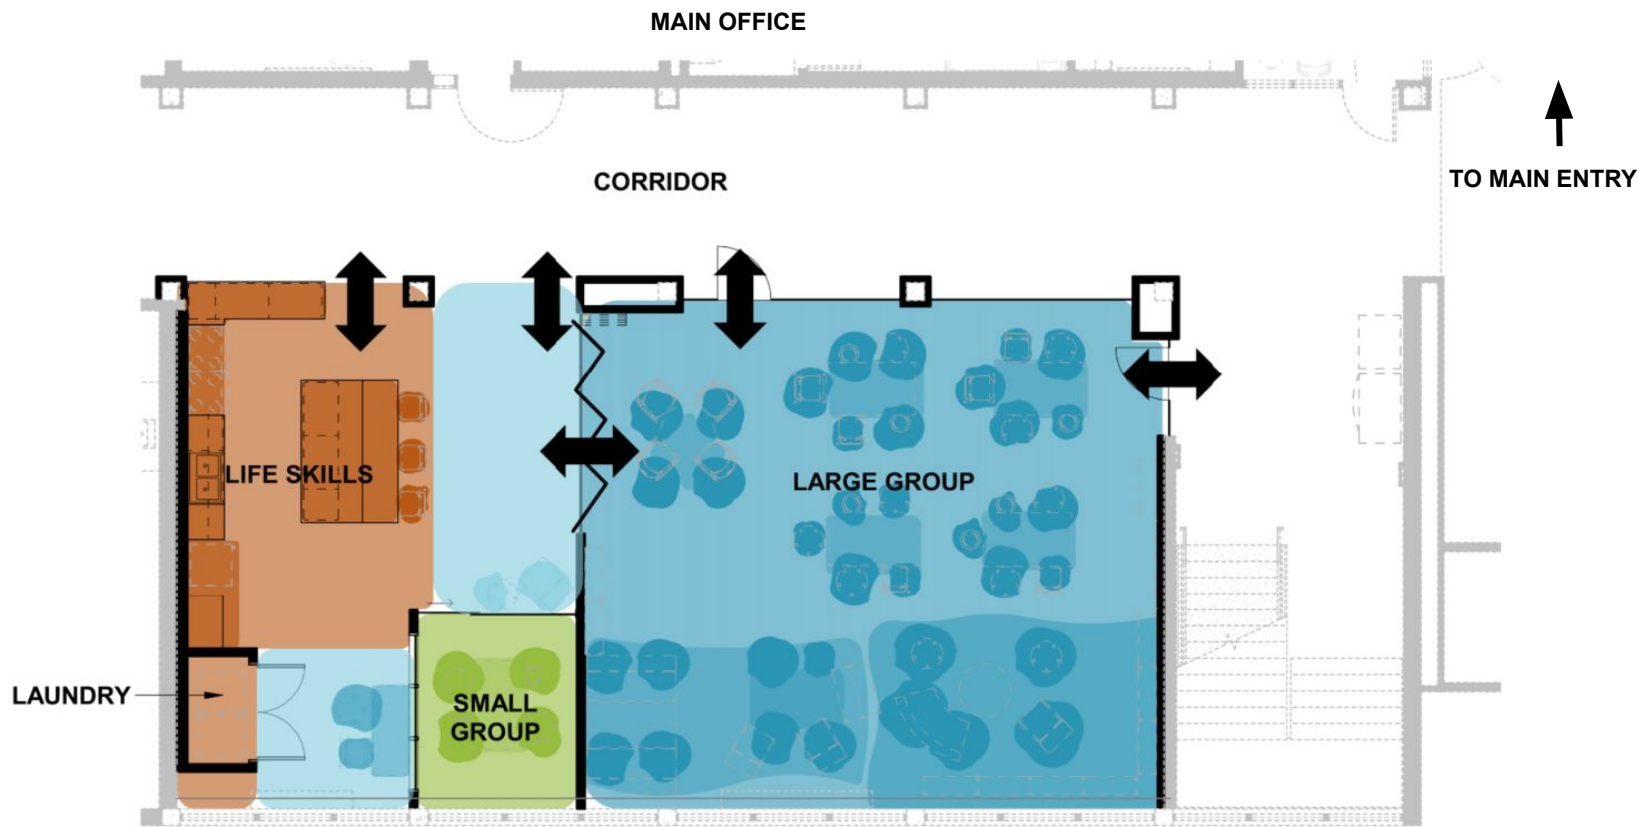 MAIN OFFICE
CORRIDOR
TO MAIN ENTRY
LIFE SKILLS
LARGE GROUP
LAUNDRY
SMALL
GROUP